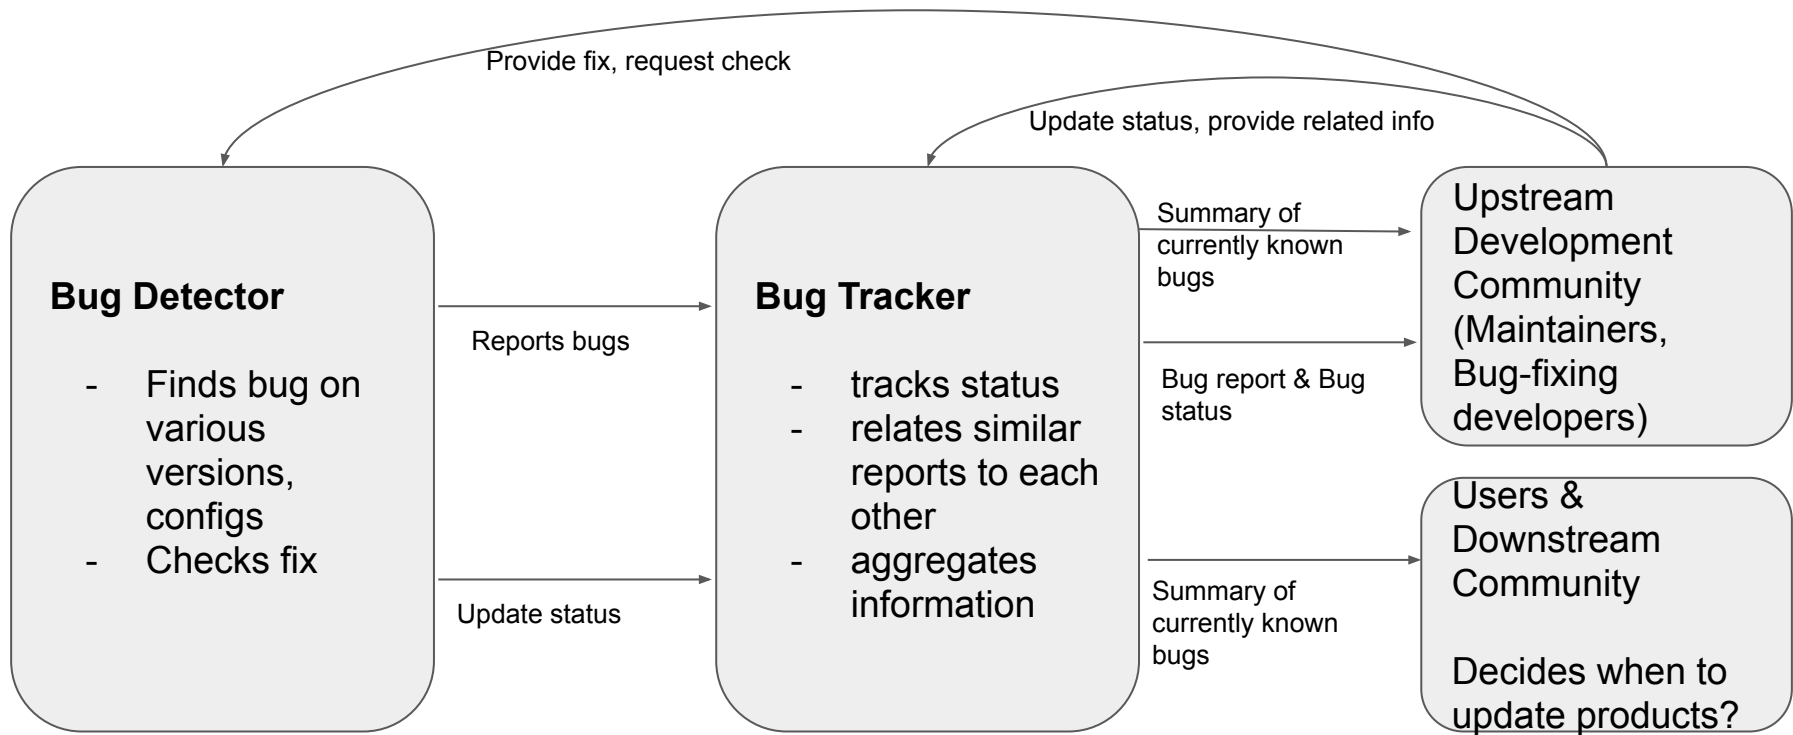 Provide fix, request check
Update status, provide related info
Bug Detector
- Finds bug on
various
versions,
configs
- Checks fix
Reports bugs
Update status
Bug Tracker
- tracks status
- relates similar
reports to each
other
- aggregates
information
Summary of
currently known
bugs
Bug report & Bug
status
Summary of
currently known
bugs
Upstream
Development
Community
(Maintainers,
Bug-fixing
developers)
Users &
Downstream
Community
Decides when to
update products?